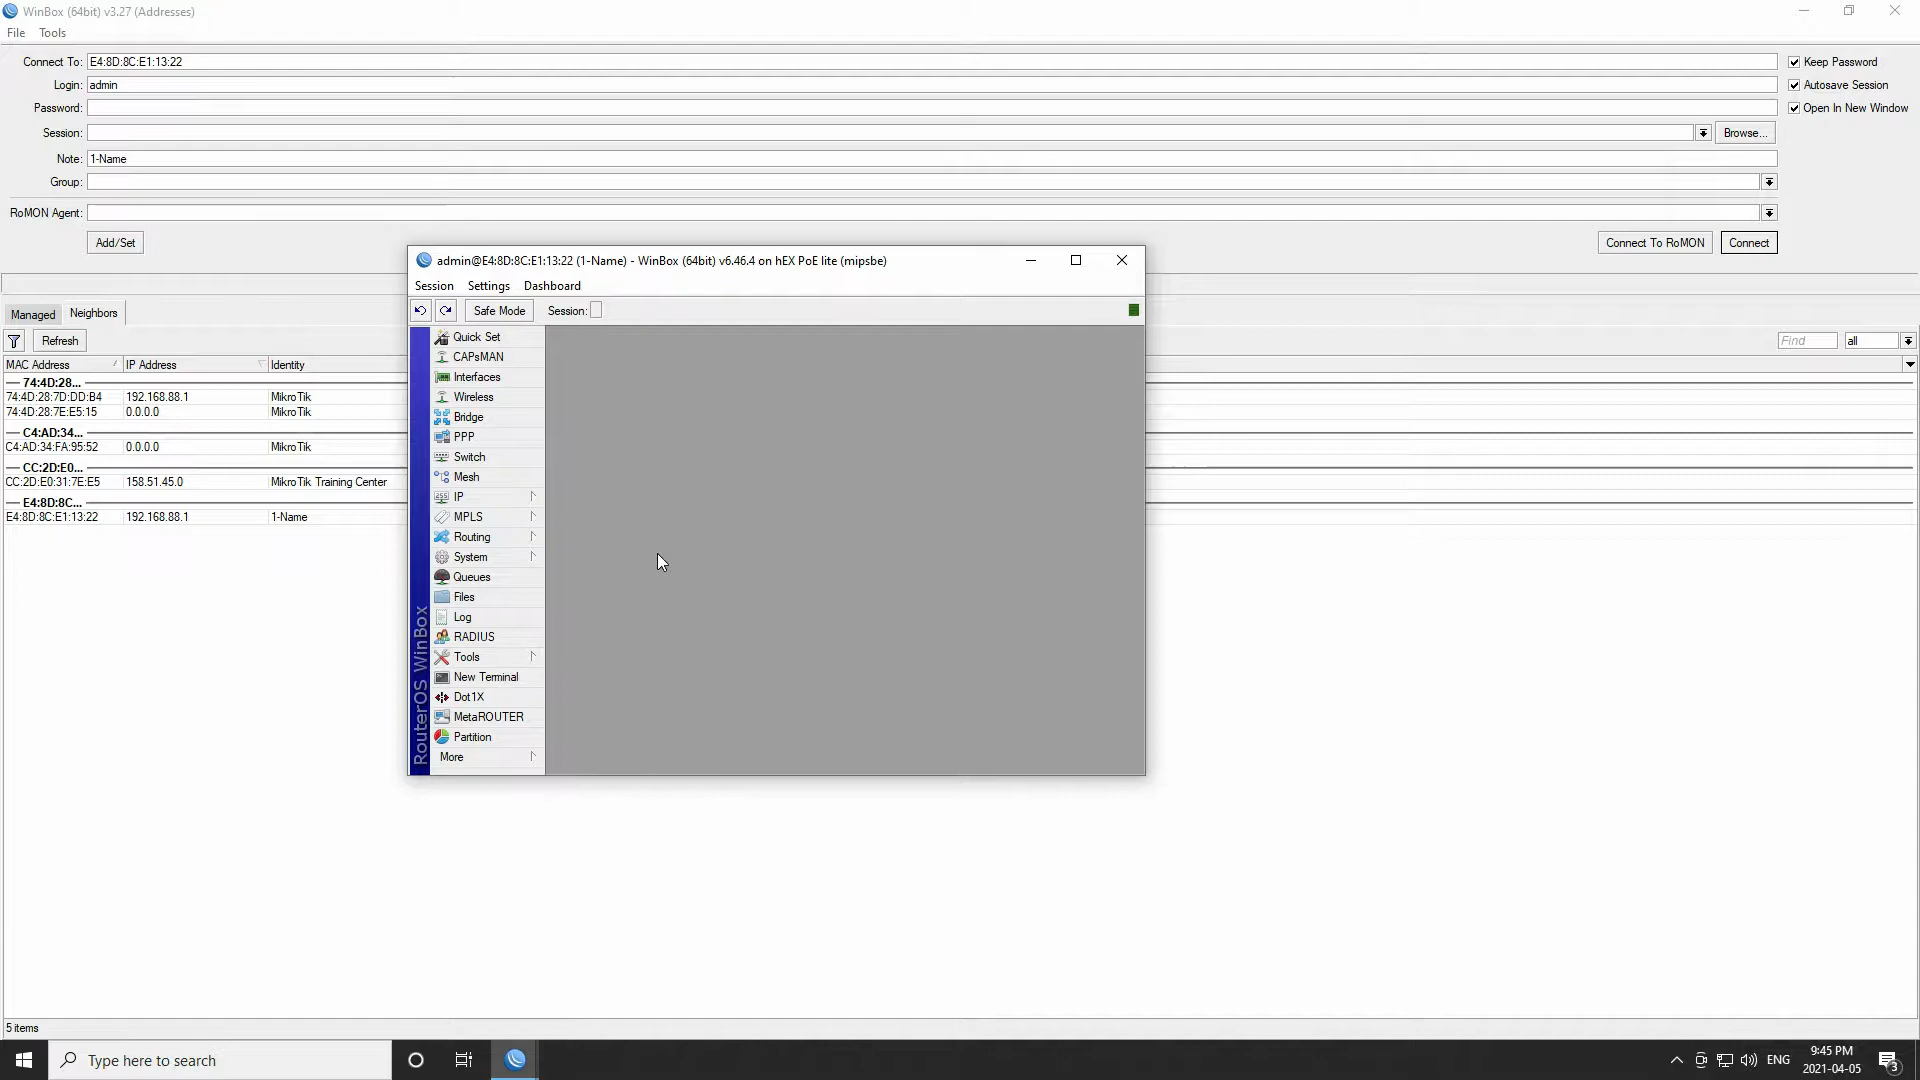 WinBox (64bit) v3.27 (Addresses)
File Tools
Connect To: E4:8D:8C:E1:13:22
Keep Password
Login: admin
Autosave Session
Password:
Open In New Window
Session:
Browse...
Note: 1-Name
Group:
RoMON Agent:
Add/Set
Connect To RoMON Connect
Managed Neighbors
Refresh
Find all
MAC Address IP Address Identity
74:4D:28...
74:4D:28:7D:DD:B4 192.168.88.1 MikroTik
74:4D:28:7E:E5:15 0.0.0.0 MikroTik
C4:AD:34...
C4:AD:34:FA:95:52 0.0.0.0 MikroTik
CC:2D:E0...
CC:2D:E0:31:7E:E5 158.51.45.0 MikroTik Training Center
E4:8D:8C...
E4:8D:8C:E1:13:22 192.168.88.1 1-Name
admin@E4:8D:8C:E1:13:22 (1-Name) - WinBox (64bit) v6.46.4 on hEX PoE lite (mipsbe)
Session Settings Dashboard
Safe Mode Session:
Quick Set
CAPsMAN
Interfaces
Wireless
Bridge
PPP
Switch
Mesh
255 IP
MPLS
Routing
System
Queues
Files
Log
RADIUS
Tools
New Terminal
Dot1X
MetaROUTER
Partition
More
RouterOS WinBox
5 items
Type here to search
ENG
9:45 PM
2021-04-05
3